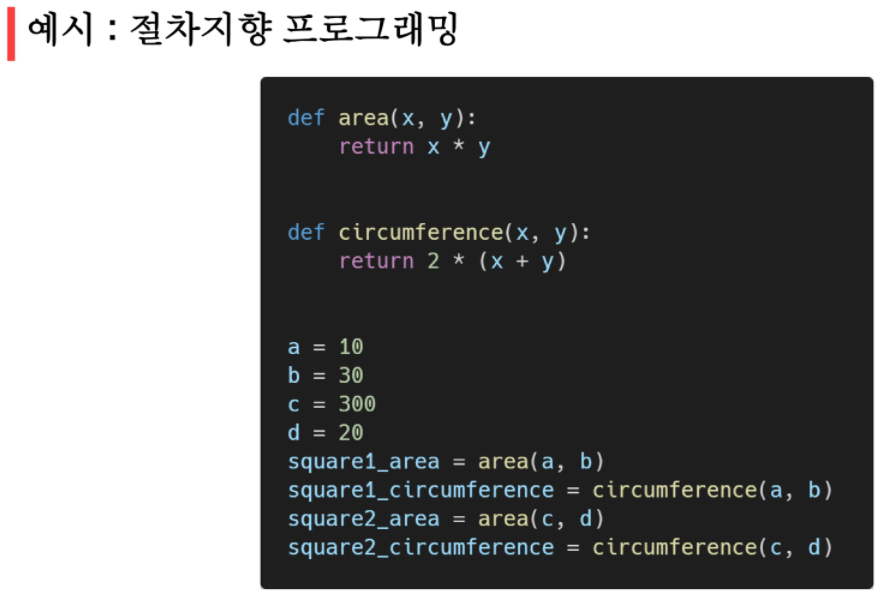 예시 : 절차지향 프로그래밍
def area(x, y):
    return x * y
def circumference(x, y):
    return 2 * (x + y)
a = 10
b = 30
c = 300
d = 20
square1_area = area(a, b)
square1_circumference = circumference(a, b)
square2_area = area(c, d)
square2_circumference = circumference(c, d)